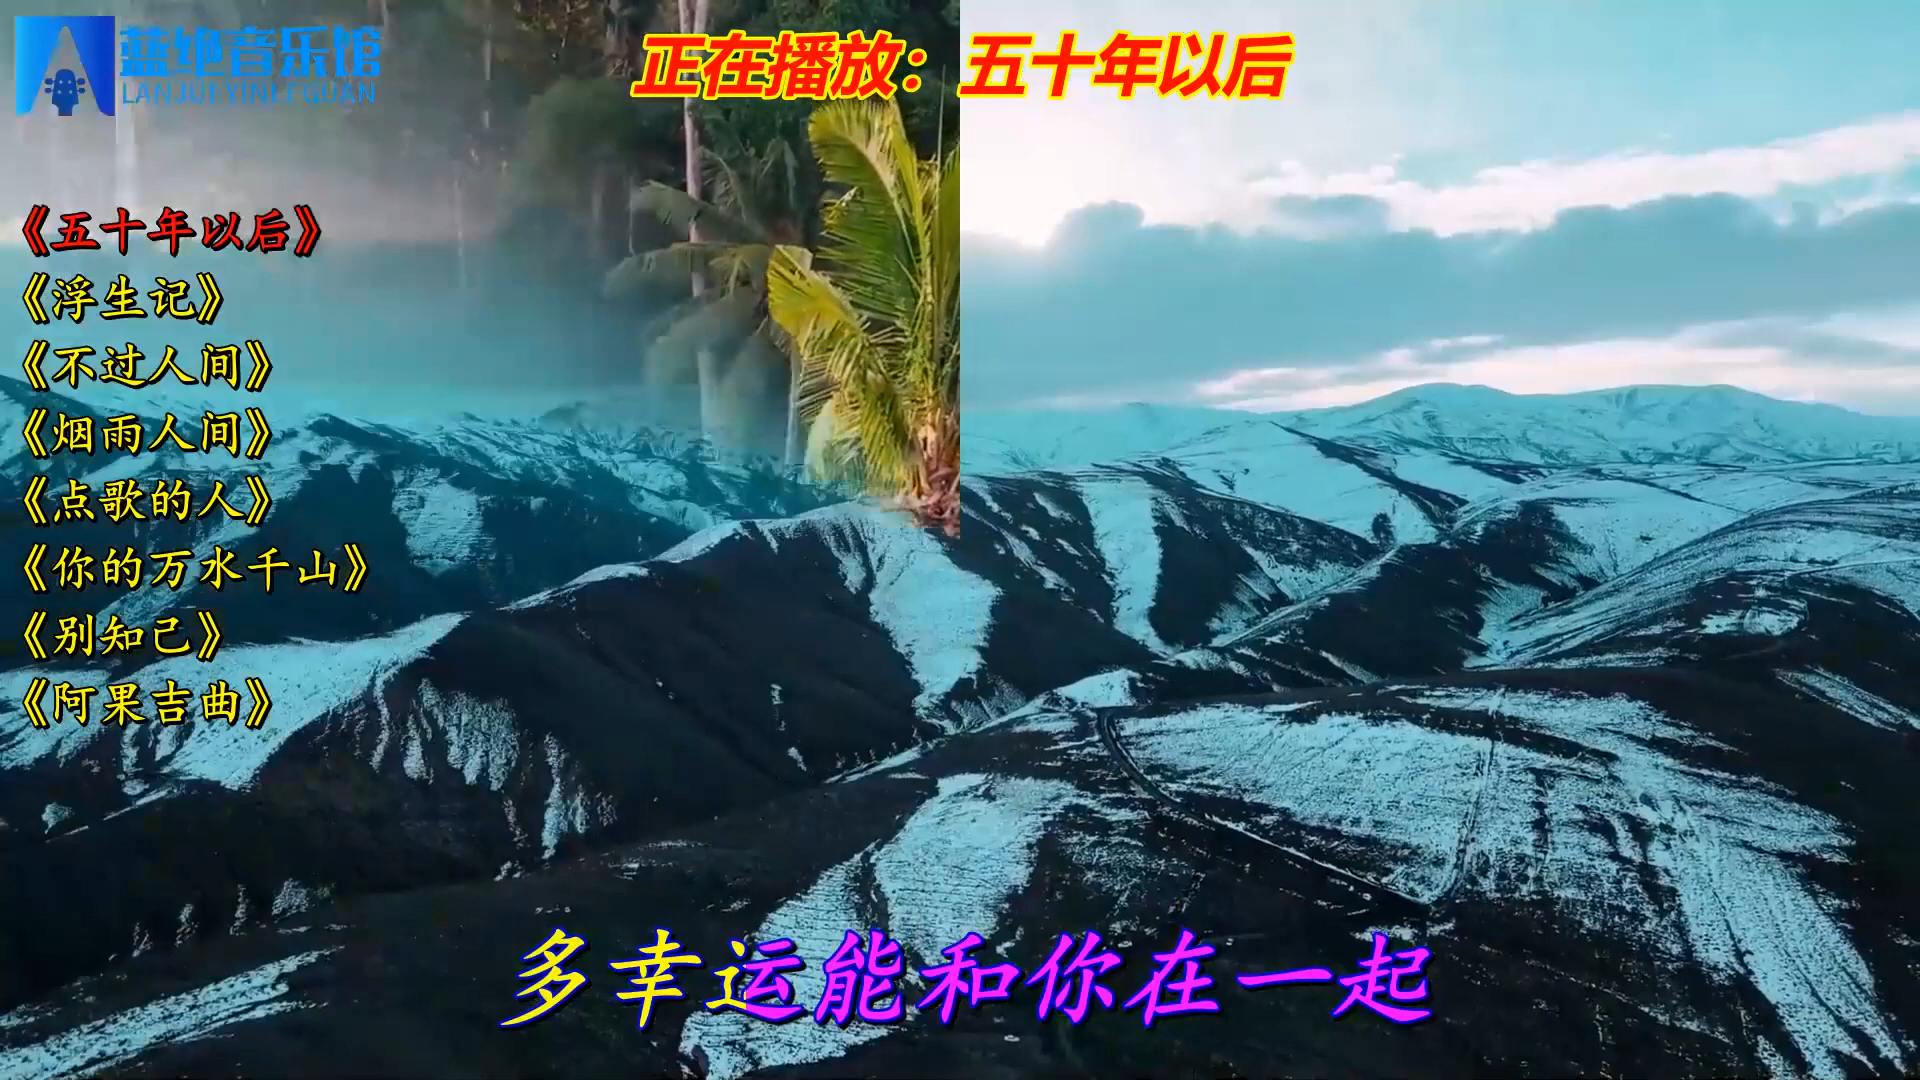 蓝绝音乐馆
LANJUEYINLEGUAN
正在播放：五十年以后
《五十年以后》
《浮生记》
《不过人间》
《烟雨人间》
《点歌的人》
《你的万水千山》
《别知己》
《阿果吉曲》
多幸运能和你在一起